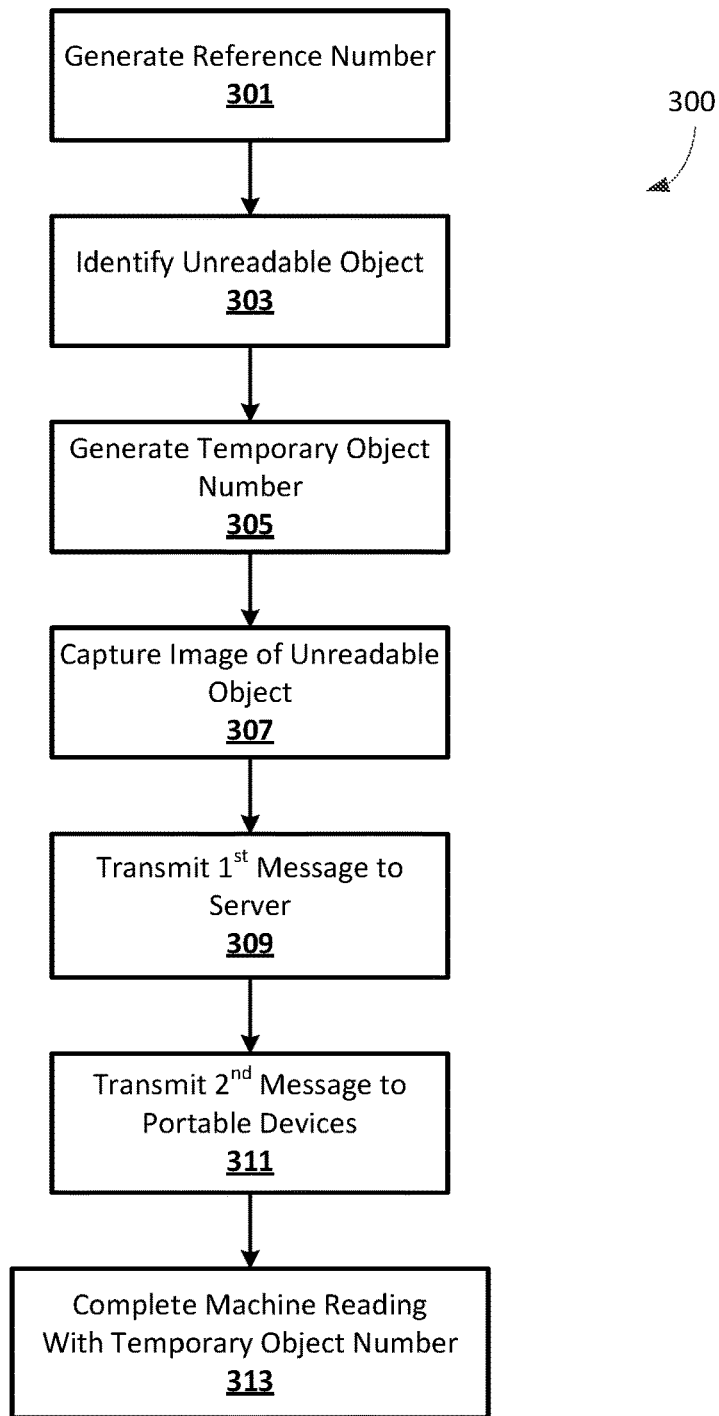 Generate Reference Number
301
300
Identify Unreadable Object
303
Generate Temporary Object
Number
305
Capture Image of Unreadable
Object
307
Transmit 1st Message to
Server
309
Transmit 2nd Message to
Portable Devices
311
Complete Machine Reading
With Temporary Object Number
313